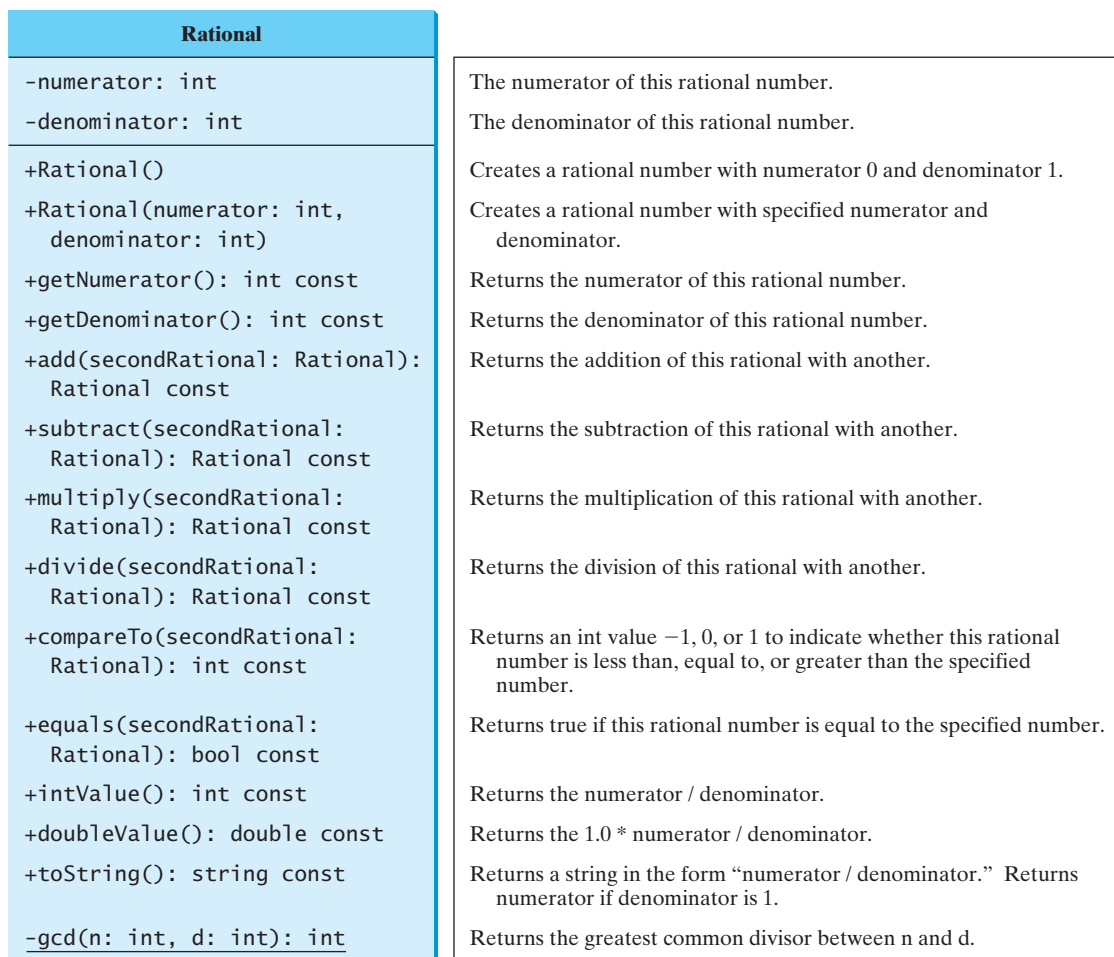 Rational
-numerator: int
The numerator of this rational number.
-denominator: int
The denominator of this rational number.
+Rational()
Creates a rational number with numerator 0 and denominator 1.
+Rational(numerator: int,
denominator: int)
Creates a rational number with specified numerator and
denominator.
+getNumerator(): int const
Returns the numerator of this rational number.
+getDenominator(): int const
Returns the denominator of this rational number.
+add(secondRational: Rational):
Rational const
Returns the addition of this rational with another.
+subtract(secondRational:
Rational): Rational const
Returns the subtraction of this rational with another.
+multiply(secondRational:
Rational): Rational const
Returns the multiplication of this rational with another.
+divide(secondRational:
Rational): Rational const
Returns the division of this rational with another.
+compareTo(secondRational:
Rational): int const
Returns an int value −1, 0, or 1 to indicate whether this rational
number is less than, equal to, or greater than the specified
number.
+equals(secondRational:
Rational): bool const
Returns true if this rational number is equal to the specified number.
+intValue(): int const
Returns the numerator / denominator.
+doubleValue(): double const
Returns the 1.0 * numerator / denominator.
+toString(): string const
Returns a string in the form “numerator / denominator.” Returns
numerator if denominator is 1.
-gcd(n: int, d: int): int
Returns the greatest common divisor between n and d.